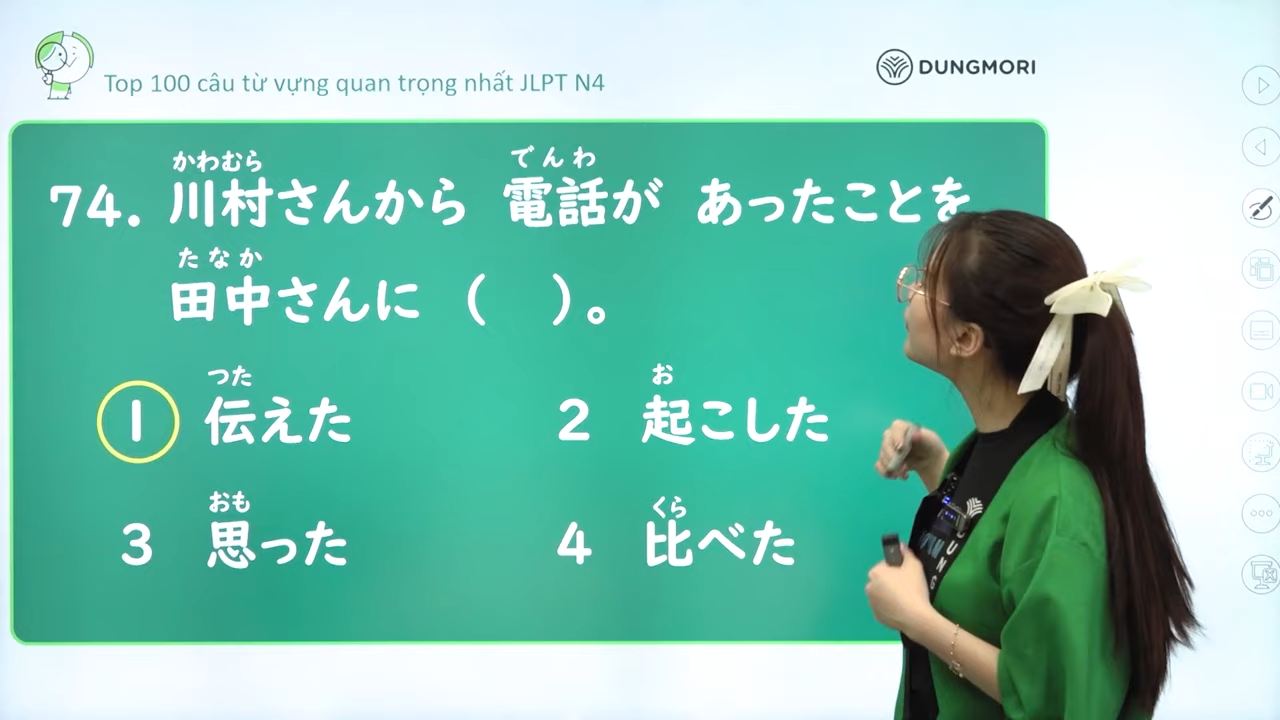 Top 100 câu từ vựng quan trọng nhất JLPT N4
DUNGMORI
かわむら でんわ
74. 川村さんから 電話が あったことを
たなか
田中さんに ( )。
つた お
1 伝えた 2 起こした
おも くら
3 思った 4 比べた